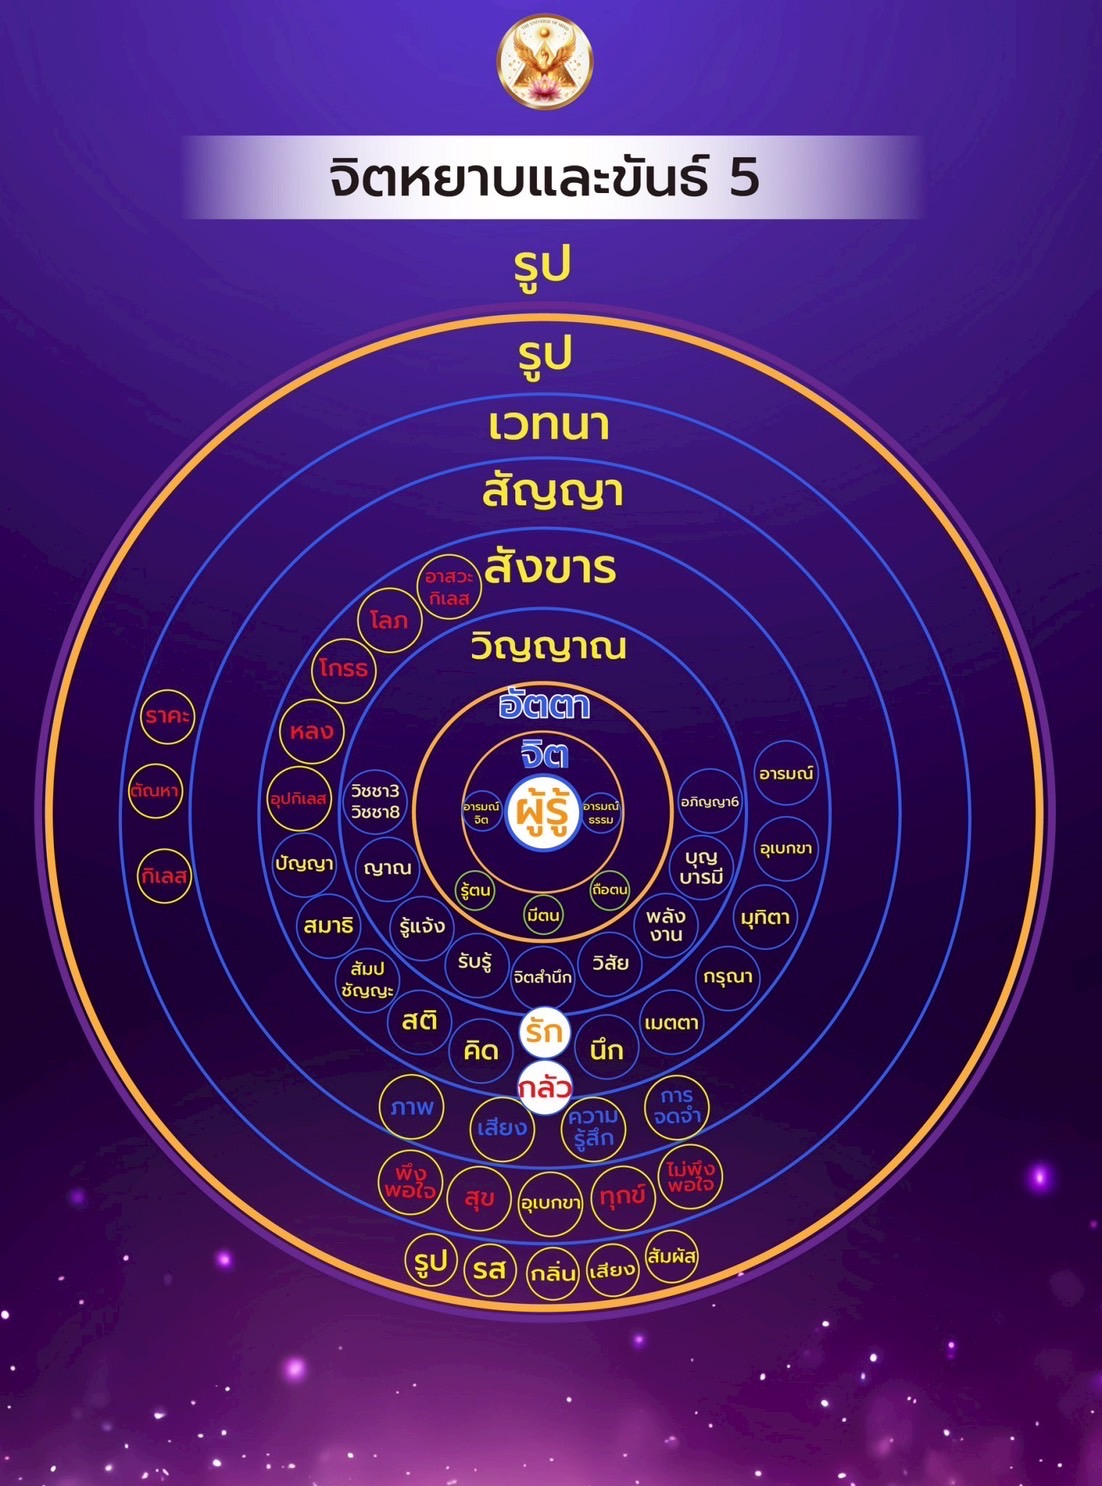 THE UNIVERSE OF MIND
จิตหยาบและขันธ์ 5
รูป
รูป
เวทนา
สัญญา
สังขาร
วิญญาณ
อัตตา
จิต
ผู้รู้
อารมณ์
จิต
อารมณ์
ธรรม
รู้ตน
มีตน
ถือตน
วิชชา3
วิชชา8
ญาณ
รู้แจ้ง
รับรู้
จิตสำนึก
วิสัย
พลัง
งาน
บุญ
บารมี
อภิญญา6
อาสวะ
กิเลส
โลภ
โกรธ
หลง
อุปกิเลส
ปัญญา
สมาธิ
สัมป
ชัญญะ
สติ
คิด
รัก
กลัว
นึก
เมตตา
กรุณา
มุทิตา
อุเบกขา
อารมณ์
ภาพ
เสียง
ความ
รู้สึก
การ
จดจำ
ราคะ
ตัณหา
กิเลส
พึง
พอใจ
สุข
อุเบกขา
ทุกข์
ไม่พึง
พอใจ
รูป
รส
กลิ่น
เสียง
สัมผัส